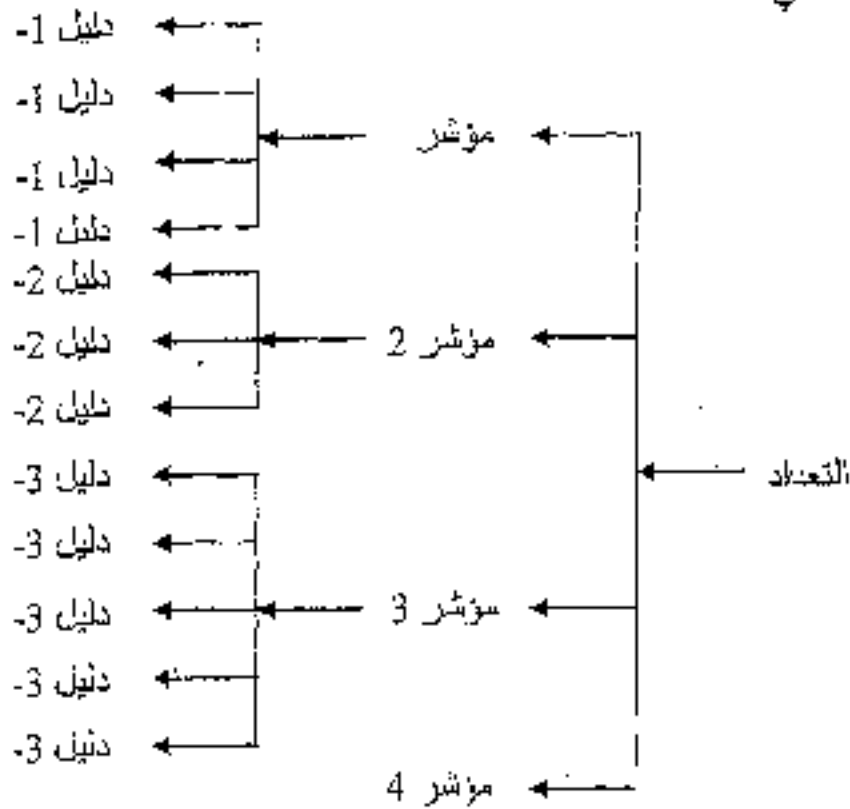 التعداد
مؤشر
دليل 1-
دليل 1-
دليل 1-
دليل 1-
مؤشر 2
دليل 2-
دليل 2-
دليل 2-
مؤشر 3
دليل 3-
دليل 3-
دليل 3-
دليل 3-
دليل 3-
مؤشر 4